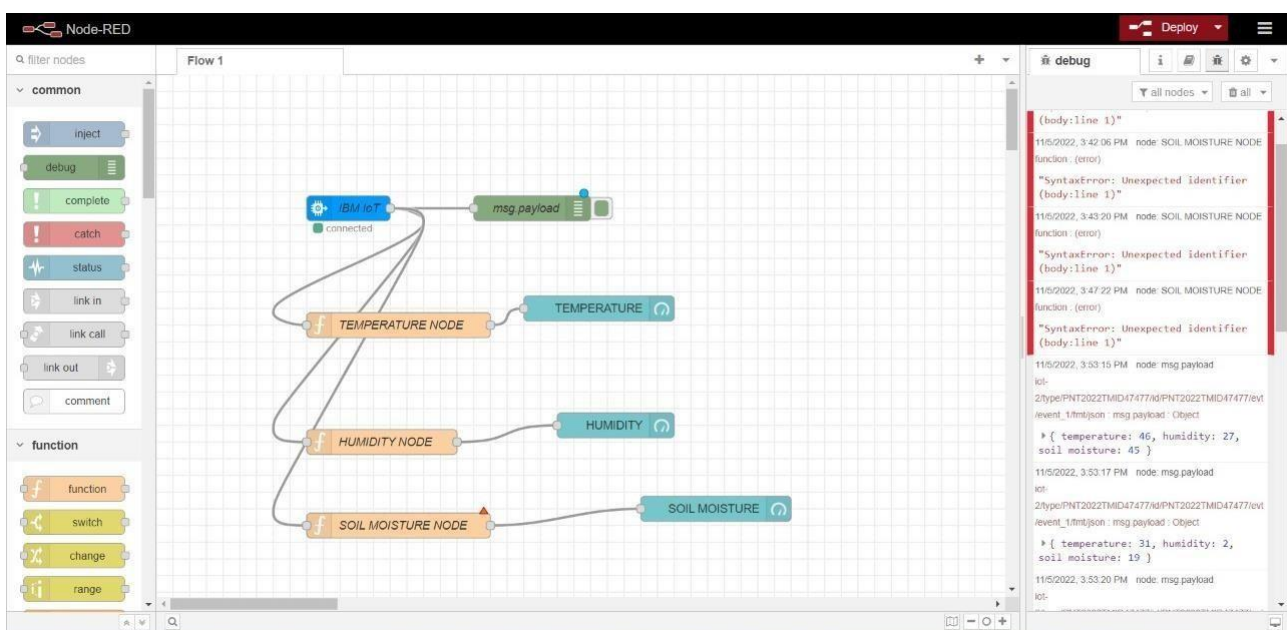 Node-RED
Deploy
filter nodes
Flow 1
debug
i
all nodes
all
common
inject
debug
complete
catch
status
link in
link call
link out
comment
function
function
switch
change
range
IBM IoT
connected
msg.payload
TEMPERATURE NODE
TEMPERATURE
HUMIDITY NODE
HUMIDITY
SOIL MOISTURE NODE
SOIL MOISTURE
(body:line 1)"
11/5/2022, 3:42:06 PM node: SOIL MOISTURE NODE
function : (error)
"SyntaxError: Unexpected identifier
(body:line 1)"
11/5/2022, 3:43:20 PM node: SOIL MOISTURE NODE
function : (error)
"SyntaxError: Unexpected identifier
(body:line 1)"
11/5/2022, 3:47:22 PM node: SOIL MOISTURE NODE
function : (error)
"SyntaxError: Unexpected identifier
(body:line 1)"
11/5/2022, 3:53:15 PM node: msg.payload
iot-
2/type/PNT2022TMID47477/id/PNT2022TMID47477/evt
/event_1/fmt/json : msg.payload : Object
{ temperature: 46, humidity: 27,
soil moisture: 45 }
11/5/2022, 3:53:17 PM node: msg.payload
iot-
2/type/PNT2022TMID47477/id/PNT2022TMID47477/evt
/event_1/fmt/json : msg.payload : Object
{ temperature: 31, humidity: 2,
soil moisture: 19 }
11/5/2022, 3:53:20 PM node: msg.payload
iot-